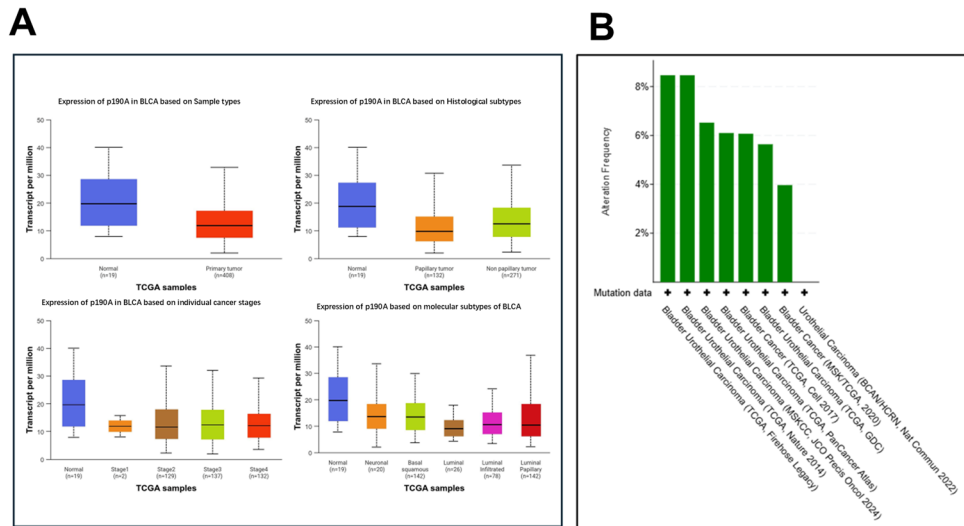 A
B
Expression of p190A in BLCA based on Sample types
Transcript per million
50
40
30
20
10
0
Normal
(n=19)
Primary tumor
(n=408)
TCGA samples
Expression of p190A in BLCA based on Histological subtypes
Transcript per million
50
40
30
20
10
0
Normal
(n=19)
Papillary tumor
(n=132)
Non papillary tumor
(n=271)
TCGA samples
Expression of p190A in BLCA based on individual cancer stages
Transcript per million
50
40
30
20
10
0
Normal
(n=19)
Stage1
(n=2)
Stage2
(n=129)
Stage3
(n=137)
Stage4
(n=132)
TCGA samples
Expression of p190A based on molecular subtypes of BLCA
Transcript per million
50
40
30
20
10
0
Normal
(n=19)
Neuronal
(n=20)
Basal
squamous
(n=142)
Luminal
(n=26)
Luminal
Infiltrated
(n=78)
Luminal
Papillary
(n=142)
TCGA samples
Alteration Frequency
8%
6%
4%
2%
Mutation data
+ + + + + + + +
Bladder Urothelial Carcinoma (TCGA, Firehose Legacy)
Bladder Urothelial Carcinoma (TCGA, Nature 2014)
Bladder Urothelial Carcinoma (MSKCC, JCO Precis Oncol 2024)
Bladder Urothelial Carcinoma (TCGA, PanCancer Atlas)
Bladder Cancer (TCGA, Cell 2017)
Bladder Urothelial Carcinoma (TCGA, GDC)
Bladder Cancer (MSK/TCGA, 2020)
Urothelial Carcinoma (BCAN/HCRN, Nat Commun 2022)